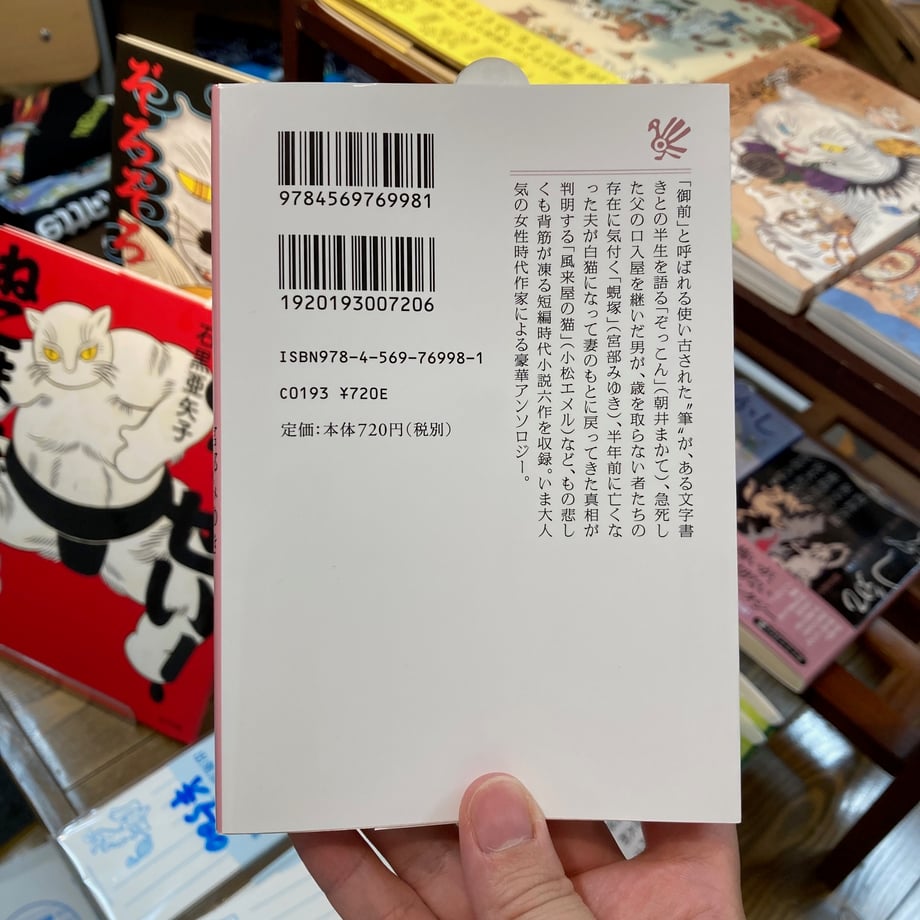 9784569769981
1920193007206
ISBN978-4-569-76998-1
C0193 ¥720E
定価：本体720円（税別）
「御前」と呼ばれる使い古された〝筆〟が、ある文字書
きとの半生を語る「ぞっこん」（朝井まかて）、急死し
た父の口入屋を継いだ男が、歳を取らない者たちの
存在に気付く「蜆塚」（宮部みゆき）、半年前に亡くな
った夫が白猫になって妻のもとに戻ってきた真相が
判明する「風来屋の猫」（小松エメル）など、もの悲し
くも背筋が凍る短編時代小説六作を収録。いま大人
気の女性時代作家による豪華アンソロジー。
石黒亜矢子